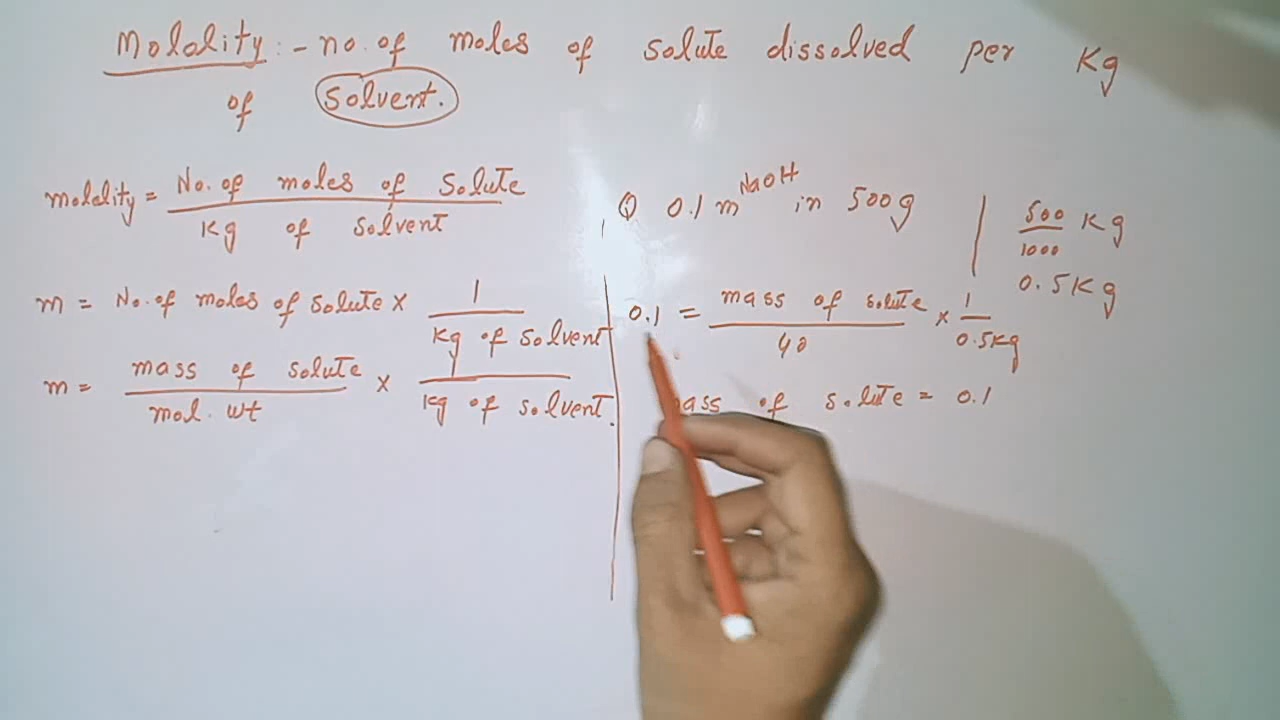 Molality :- no. of moles of solute dissolved per Kg
of solvent.
molality = No. of moles of Solute / Kg of solvent
m = No. of moles of solute × 1 / Kg of solvent
m = mass of solute / mol. wt × 1 / Kg of solvent.
Q 0.1 m NaOH in 500g | 500/1000 Kg
0.5Kg
0.1 = mass of solute / 40 × 1 / 0.5Kg
of solute = 0.1